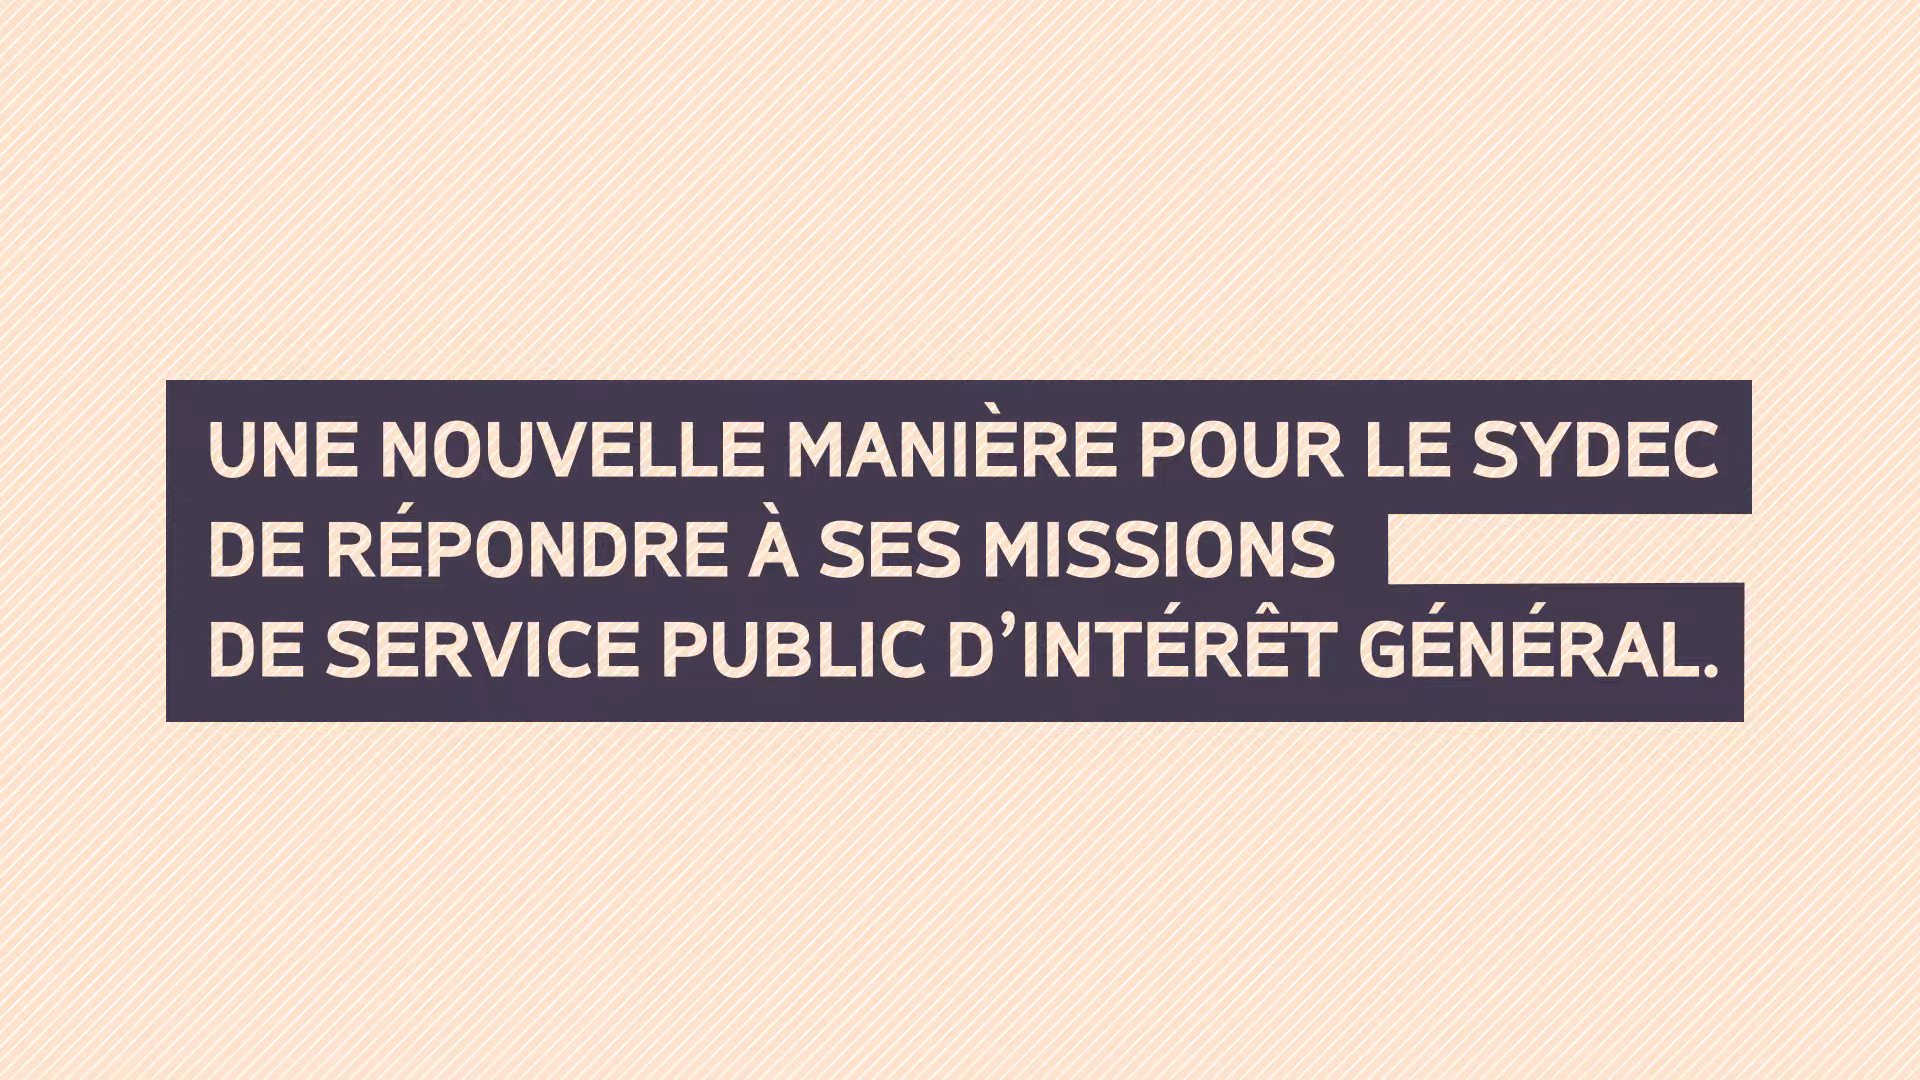 UNE NOUVELLE MANIÈRE POUR LE SYDEC
DE RÉPONDRE À SES MISSIONS
DE SERVICE PUBLIC D’INTÉRÊT GÉNÉRAL.